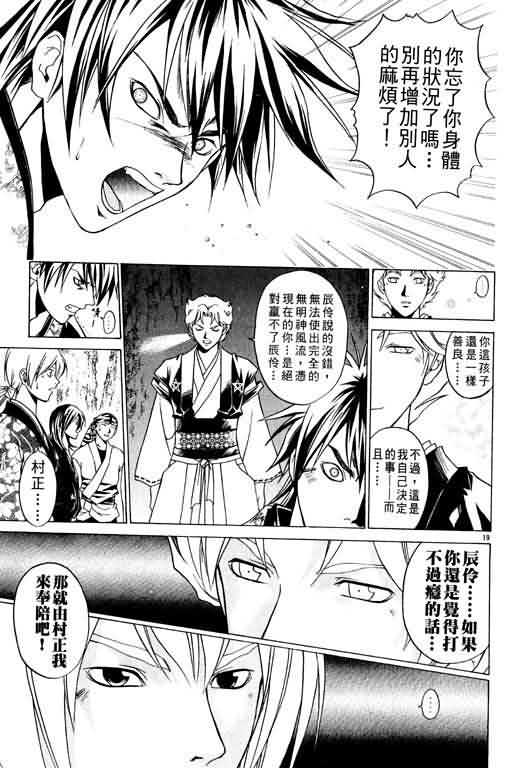 你忘了你身體
的狀況了嗎…
別再增加別人
的麻煩了！
……
你這孩子
還是一樣
善良……
不過，這是
我自己決定
的事——而
且……
辰伶說的沒錯，
無法使出完全的
無明神風流，憑
現在的你…是絕
對贏不了辰伶！
……
村正
……
19
辰伶……如果
你還是覺得打
不過癮的話…
那就由村正我
來奉陪吧！
……